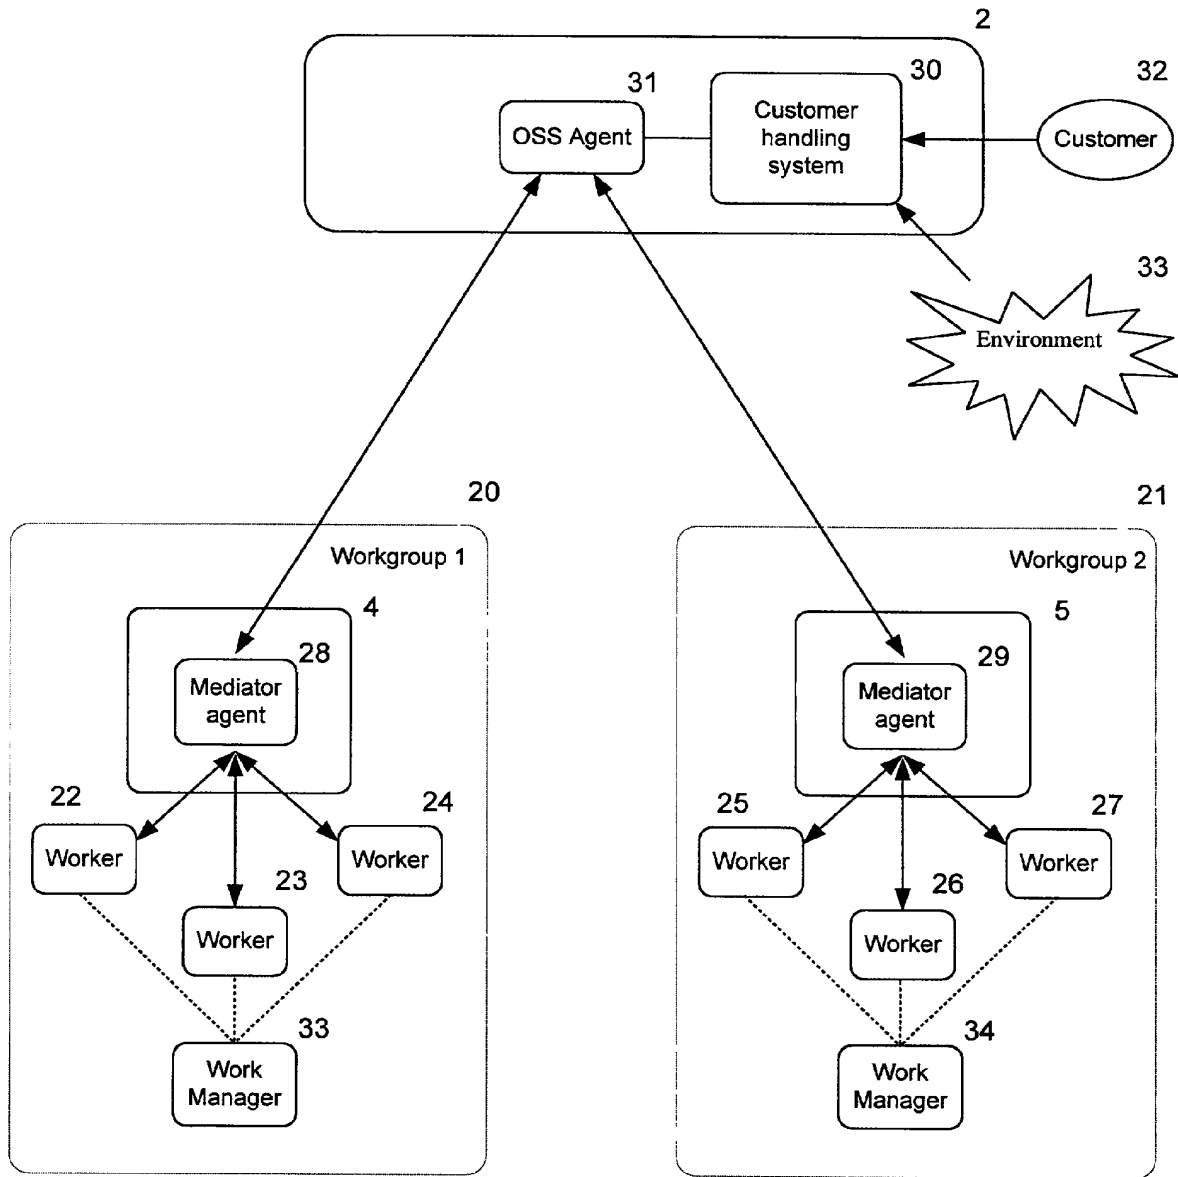 2
30
32
31
Customer
handling
system
OSS Agent
Customer
33
Environment
20
21
Workgroup 1
Workgroup 2
4
5
28
29
Mediator
agent
Mediator
agent
22
24
25
27
Worker
Worker
Worker
Worker
23
26
Worker
Worker
33
34
Work
Manager
Work
Manager